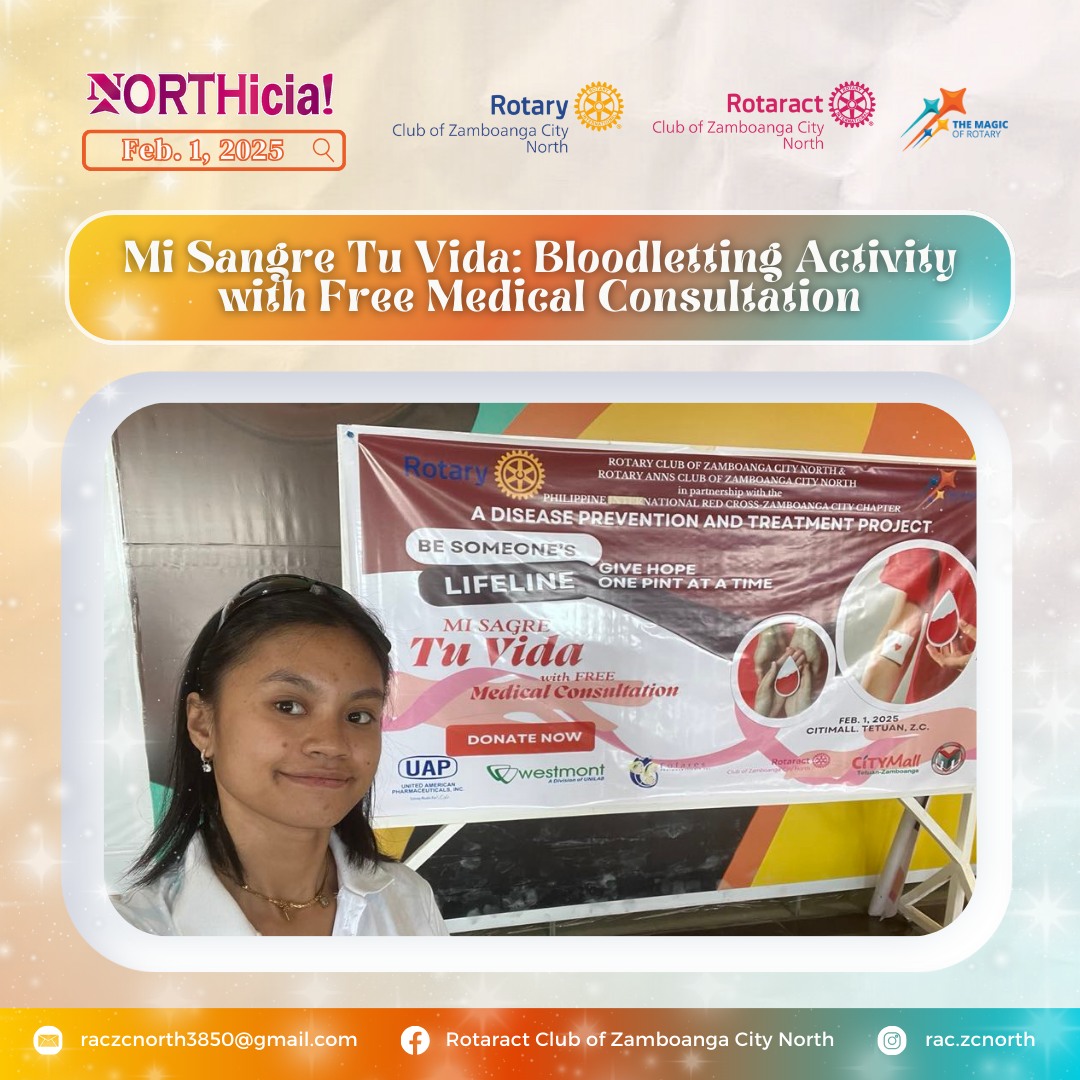 NORTHicia!
Feb. 1, 2025
Rotary
Club of Zamboanga City
North
Rotaract
Club of Zamboanga City
North
THE MAGIC
OF ROTARY
Mi Sangre Tu Vida: Bloodletting Activity
with Free Medical Consultation
Rotary
ROTARY CLUB OF ZAMBOANGA CITY NORTH &
ROTARY ANNS CLUB OF ZAMBOANGA CITY NORTH
in partnership with the
PHILIPPINE INTERNATIONAL RED CROSS-ZAMBOANGA CITY CHAPTER
A DISEASE PREVENTION AND TREATMENT PROJECT
BE SOMEONE'S
LIFELINE
GIVE HOPE
ONE PINT AT A TIME
MI SAGRE
Tu Vida
with FREE
Medical Consultation
DONATE NOW
FEB. 1, 2025
CITIMALL. TETUAN, Z.C.
UAP
UNITED AMERICAN
PHARMACEUTICALS, INC
westmont
A Division of UNILAB
Rotaract
Club of Zamboanga City North
CITYMall
Tetuan-Zamboanga
raczcnorth3850@gmail.com
Rotaract Club of Zamboanga City North
rac.zcnorth